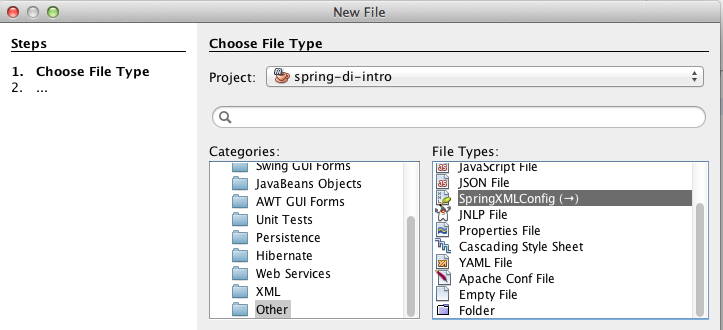 New File
Steps
1. Choose File Type
2. ...
Choose File Type
Project: spring-di-intro
Categories:
Swing GUI Forms
JavaBeans Objects
AWT GUI Forms
Unit Tests
Persistence
Hibernate
Web Services
XML
Other
File Types:
JavaScript File
JSON File
SpringXMLConfig (→)
JNLP File
Properties File
Cascading Style Sheet
YAML File
Apache Conf File
Empty File
Folder